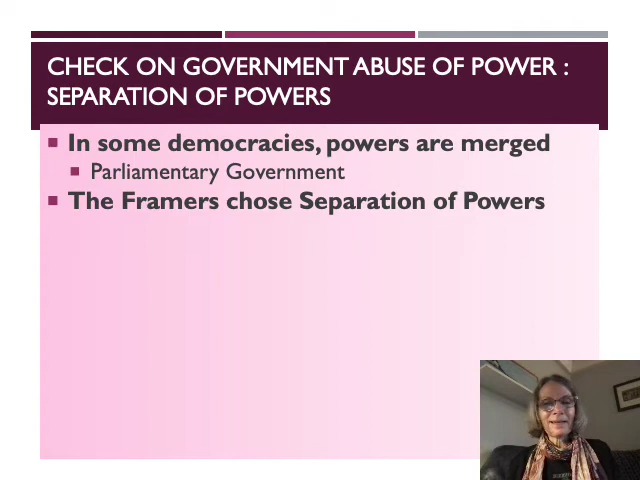 CHECK ON GOVERNMENT ABUSE OF POWER :
SEPARATION OF POWERS
In some democracies, powers are merged
Parliamentary Government
The Framers chose Separation of Powers